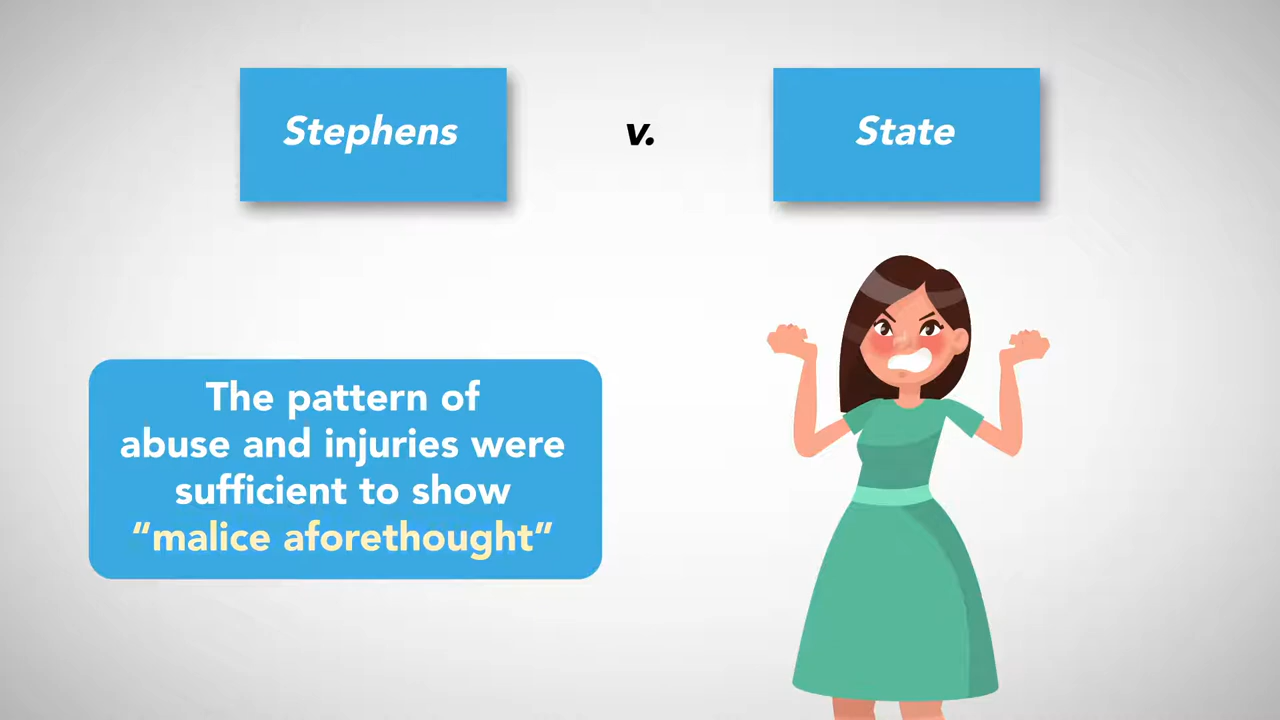 Stephens v. State
The pattern of
abuse and injuries were
sufficient to show
“malice aforethought”